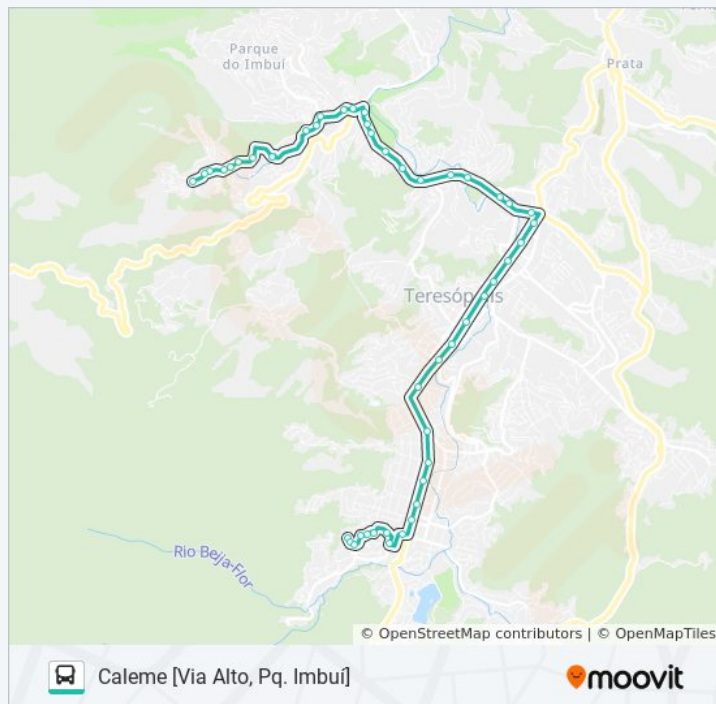 Parque
do Imbuí
Prata
Teresópolis
Rio Beija-Flor
© OpenStreetMap contributors | © OpenMapTiles
Caleme [Via Alto, Pq. Imbuí]
moovit